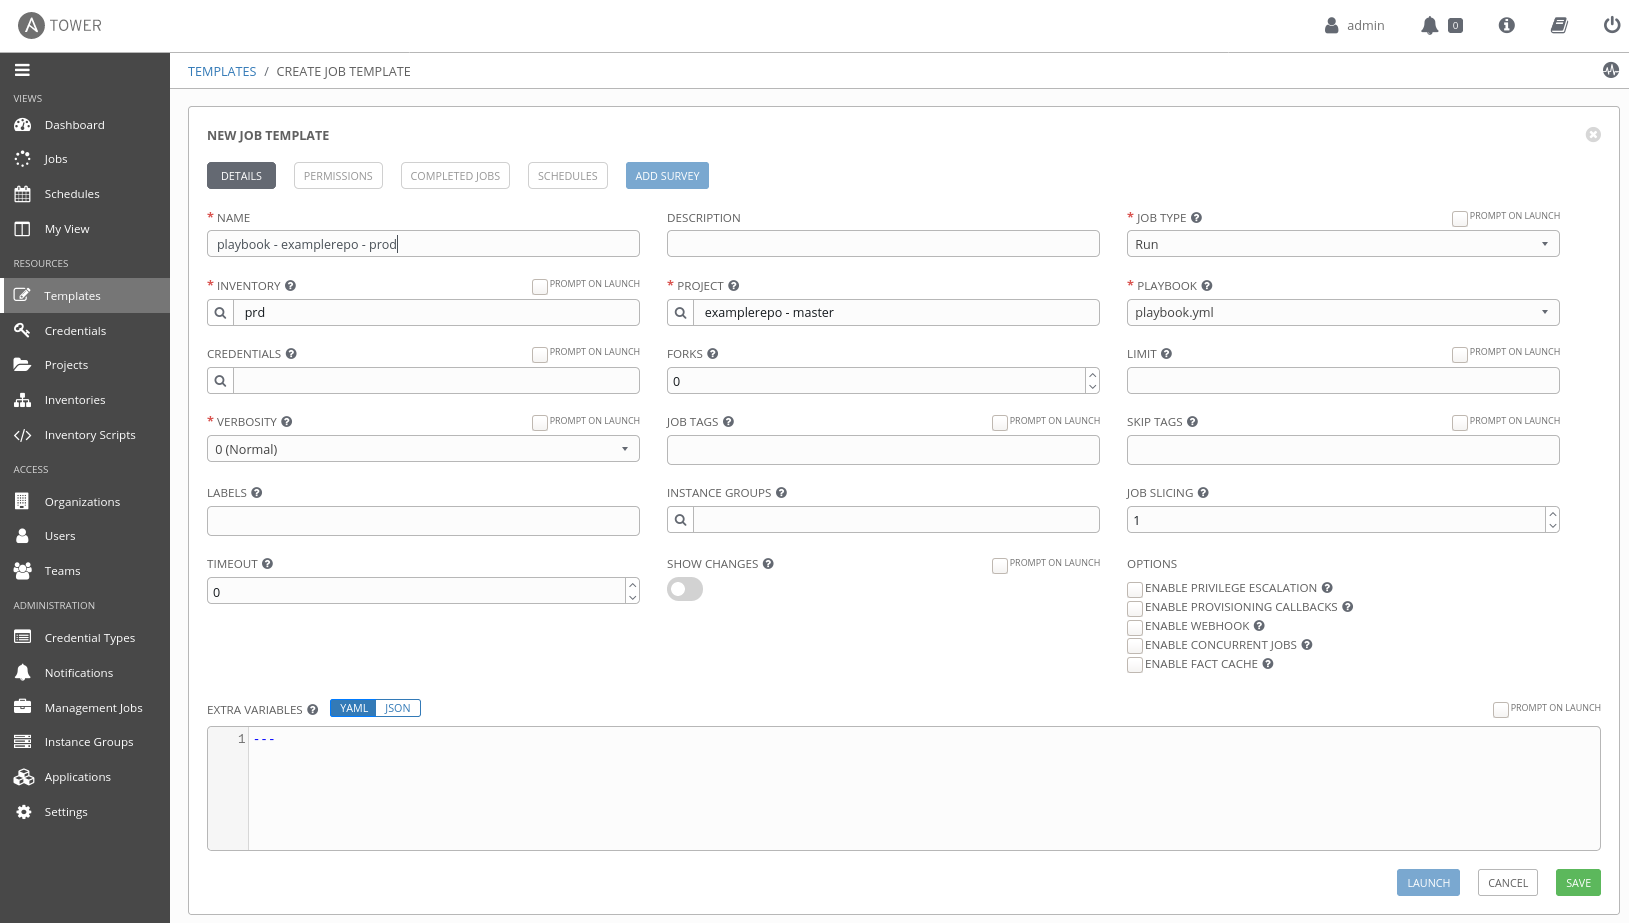 TOWER
admin
0
TEMPLATES / CREATE JOB TEMPLATE
VIEWS
Dashboard
Jobs
Schedules
My View
RESOURCES
Templates
Credentials
Projects
Inventories
Inventory Scripts
ACCESS
Organizations
Users
Teams
ADMINISTRATION
Credential Types
Notifications
Management Jobs
Instance Groups
Applications
Settings
NEW JOB TEMPLATE
DETAILS PERMISSIONS COMPLETED JOBS SCHEDULES ADD SURVEY
* NAME
playbook - examplerepo - prod
DESCRIPTION
* JOB TYPE PROMPT ON LAUNCH
Run
* INVENTORY PROMPT ON LAUNCH
prd
* PROJECT
examplerepo - master
* PLAYBOOK
playbook.yml
CREDENTIALS PROMPT ON LAUNCH
FORKS
0
LIMIT PROMPT ON LAUNCH
* VERBOSITY PROMPT ON LAUNCH
0 (Normal)
JOB TAGS PROMPT ON LAUNCH
SKIP TAGS PROMPT ON LAUNCH
LABELS
INSTANCE GROUPS
JOB SLICING
1
TIMEOUT
0
SHOW CHANGES PROMPT ON LAUNCH
OPTIONS
ENABLE PRIVILEGE ESCALATION
ENABLE PROVISIONING CALLBACKS
ENABLE WEBHOOK
ENABLE CONCURRENT JOBS
ENABLE FACT CACHE
EXTRA VARIABLES YAML JSON PROMPT ON LAUNCH
1 ---
LAUNCH CANCEL SAVE